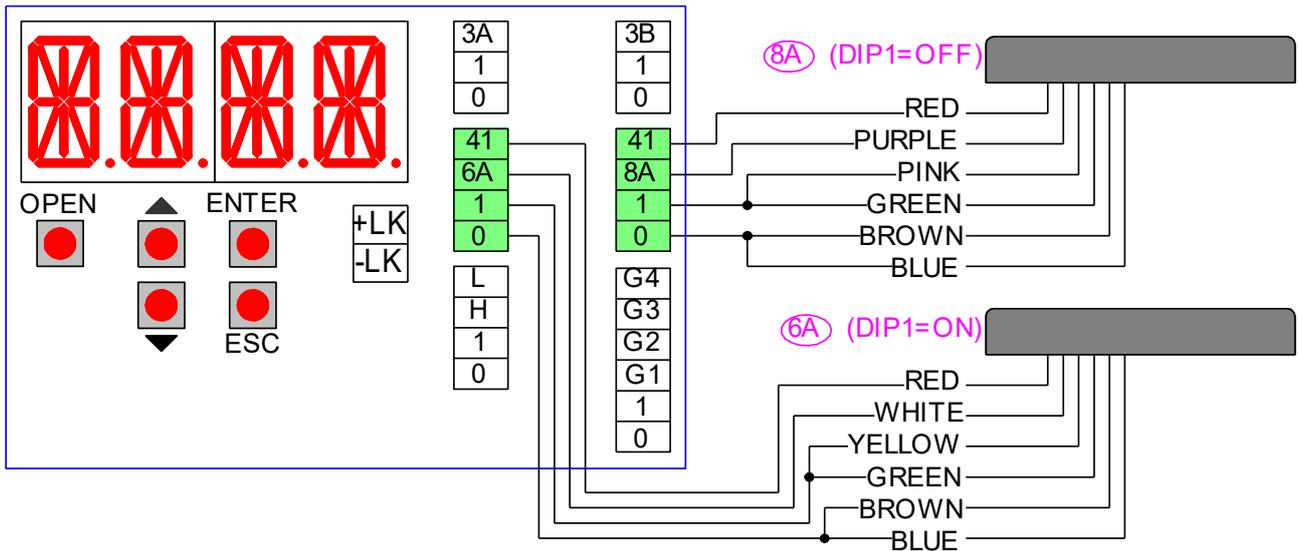 OPEN
ENTER
ESC
+LK
-LK
3A
1
0
41
6A
1
0
L
H
1
0
3B
1
0
41
8A
1
0
G4
G3
G2
G1
1
0
8A (DIP1=OFF)
RED
PURPLE
PINK
GREEN
BROWN
BLUE
6A (DIP1=ON)
RED
WHITE
YELLOW
GREEN
BROWN
BLUE